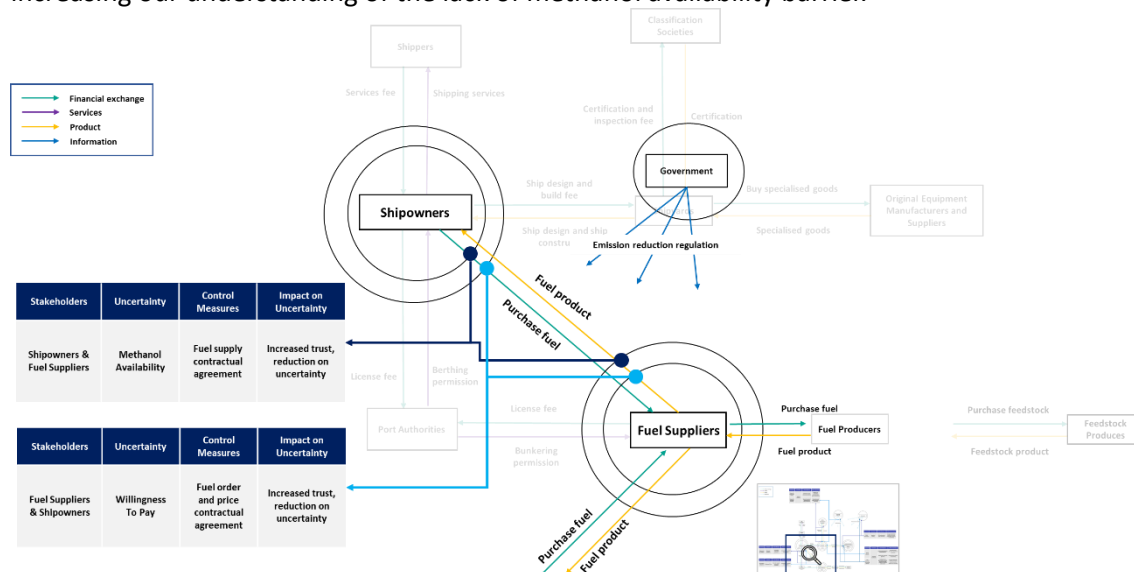 increasing our understanding of the lack of methanol availability barrier.
Classification
Societies
Shippers
Services fee
Shipping services
Financial exchange
Services
Product
Information
Certification and
inspection fee
Certification
Government
Ship design and
build fee
Buy specialised goods
Shipowners
Original Equipment
Manufacturers and
Suppliers
Ship design and ship
constru
Specialised goods
Emission reduction regulation
Fuel product
Purchase fuel
Stakeholders
Uncertainty
Control
Measures
Impact on
Uncertainty
Shipowners &
Fuel Suppliers
Methanol
Availability
Fuel supply
contractual
agreement
Increased trust,
reduction on
uncertainty
License fee
Berthing
permission
License fee
Port Authorities
Bunkering
permission
Fuel Suppliers
Purchase fuel
Fuel product
Fuel Producers
Purchase feedstock
Feedstock product
Feedstock
Produces
Stakeholders
Uncertainty
Control
Measures
Impact on
Uncertainty
Fuel Suppliers
& Shipowners
Willingness
To Pay
Fuel order
and price
contractual
agreement
Increased trust,
reduction on
uncertainty
Purchase fuel
Fuel product